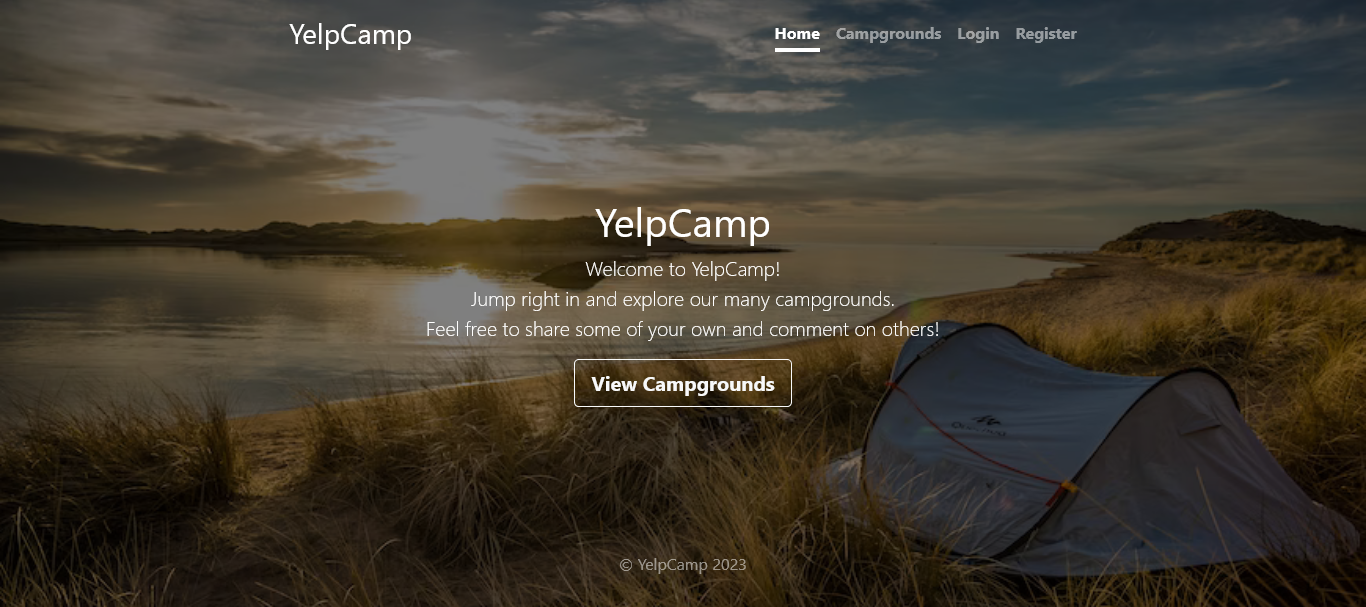 YelpCamp
Home Campgrounds Login Register
YelpCamp
Welcome to YelpCamp!
Jump right in and explore our many campgrounds.
Feel free to share some of your own and comment on others!
View Campgrounds
© YelpCamp 2023